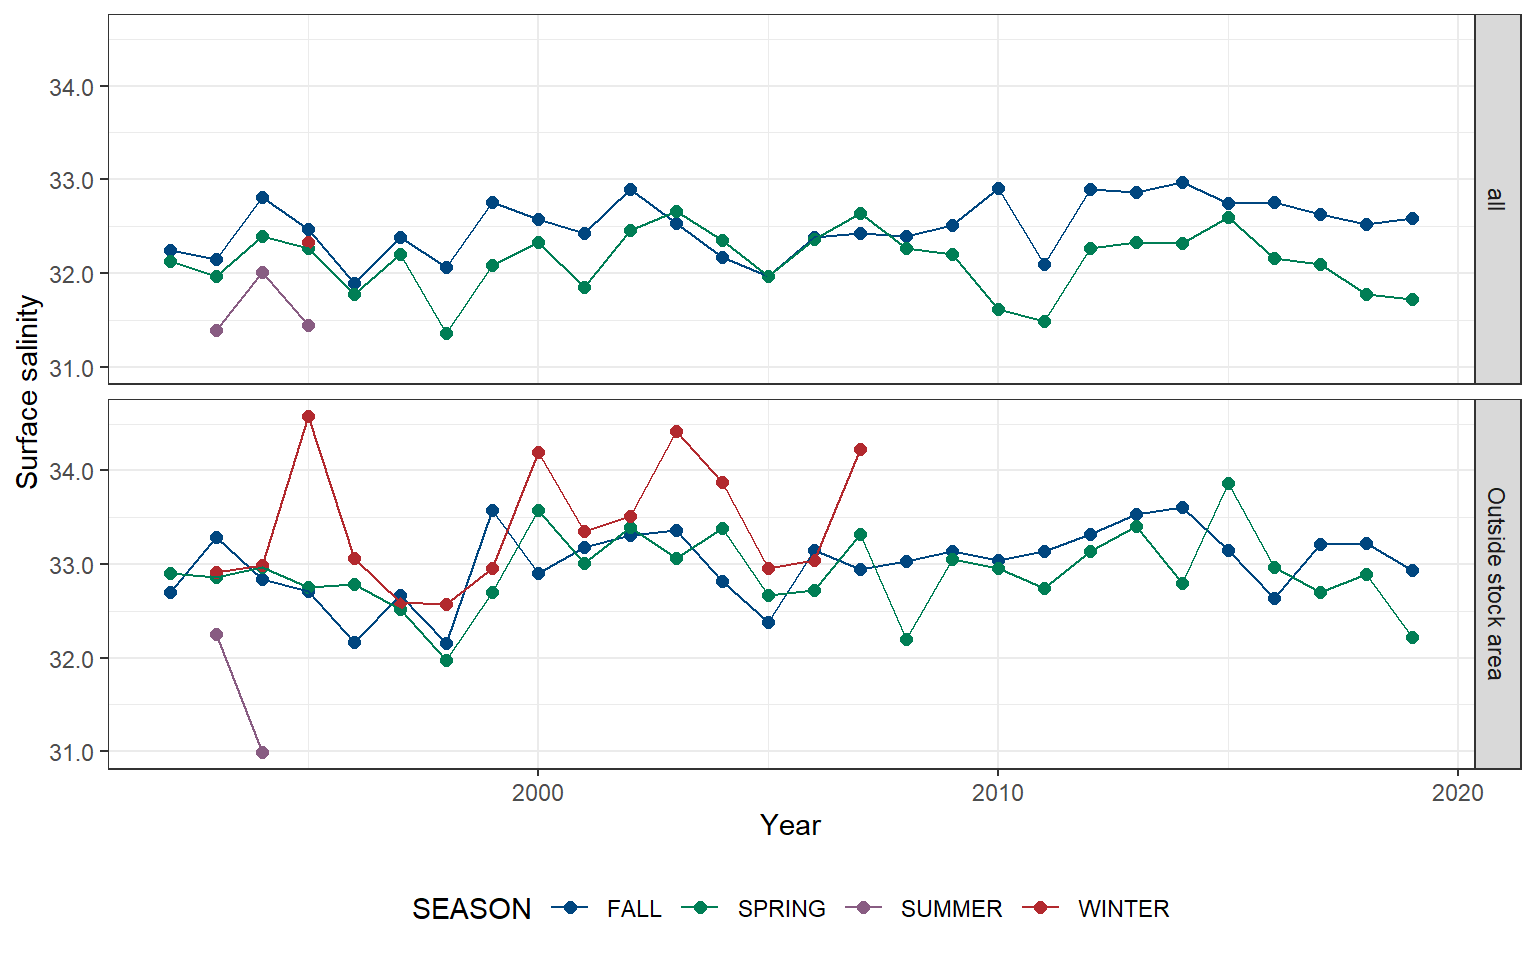 34.0
33.0
32.0
31.0
all
Surface salinity
34.0
33.0
32.0
31.0
Outside stock area
2000 2010 2020
Year
SEASON FALL SPRING SUMMER WINTER